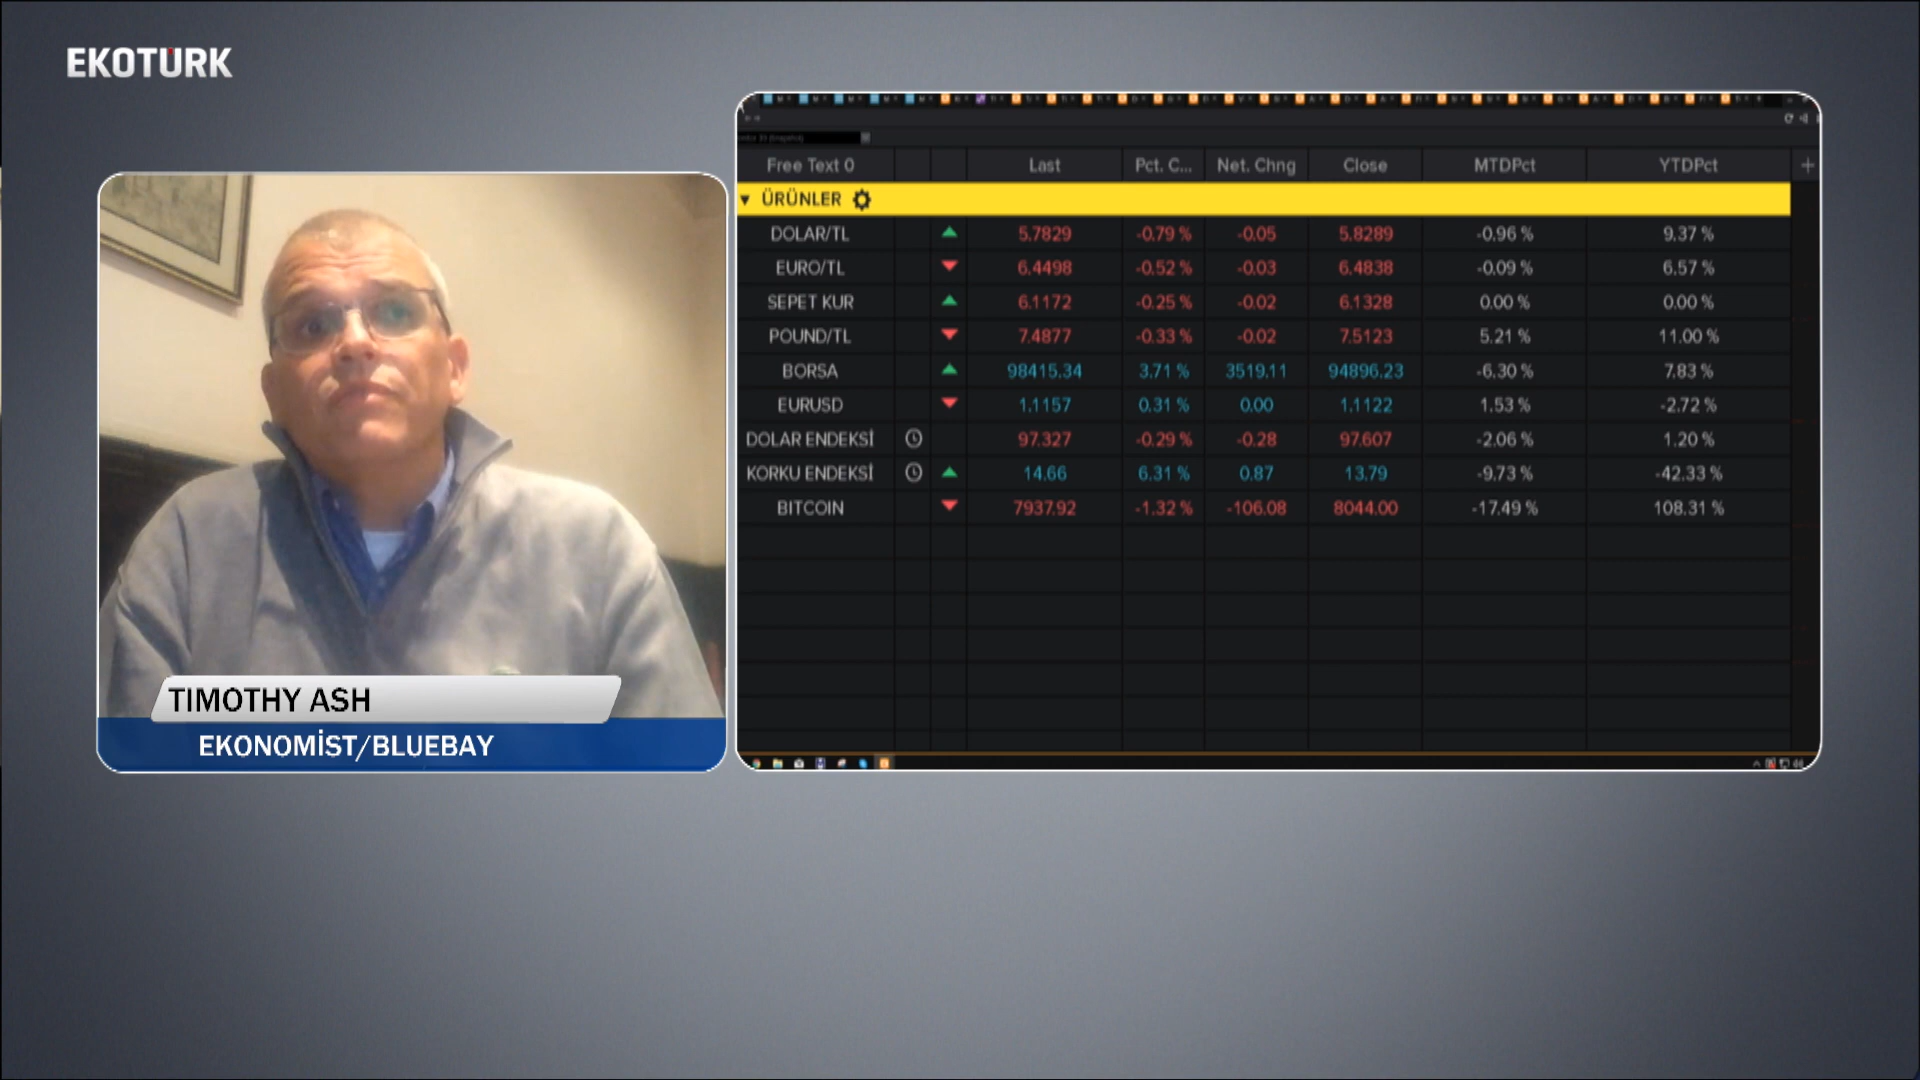 EKOTÜRK
Free Text 0 Last Pct. C... Net. Chng Close MTDPct YTDPct +
ÜRÜNLER
DOLAR/TL 5.7829 -0.79 % -0.05 5.8289 -0.96 % 9.37 %
EURO/TL 6.4498 -0.52 % -0.03 6.4838 -0.09 % 6.57 %
SEPET KUR 6.1172 -0.25 % -0.02 6.1328 0.00 % 0.00 %
POUND/TL 7.4877 -0.33 % -0.02 7.5123 5.21 % 11.00 %
BORSA 98415.34 3.71 % 3519.11 94896.23 -6.30 % 7.83 %
EURUSD 1.1157 0.31 % 0.00 1.1122 1.53 % -2.72 %
DOLAR ENDEKSİ 97.327 -0.29 % -0.28 97.607 -2.06 % 1.20 %
KORKU ENDEKSİ 14.66 6.31 % 0.87 13.79 -9.73 % -42.33 %
BITCOIN 7937.92 -1.32 % -106.08 8044.00 -17.49 % 108.31 %
TIMOTHY ASH
EKONOMİST/BLUEBAY